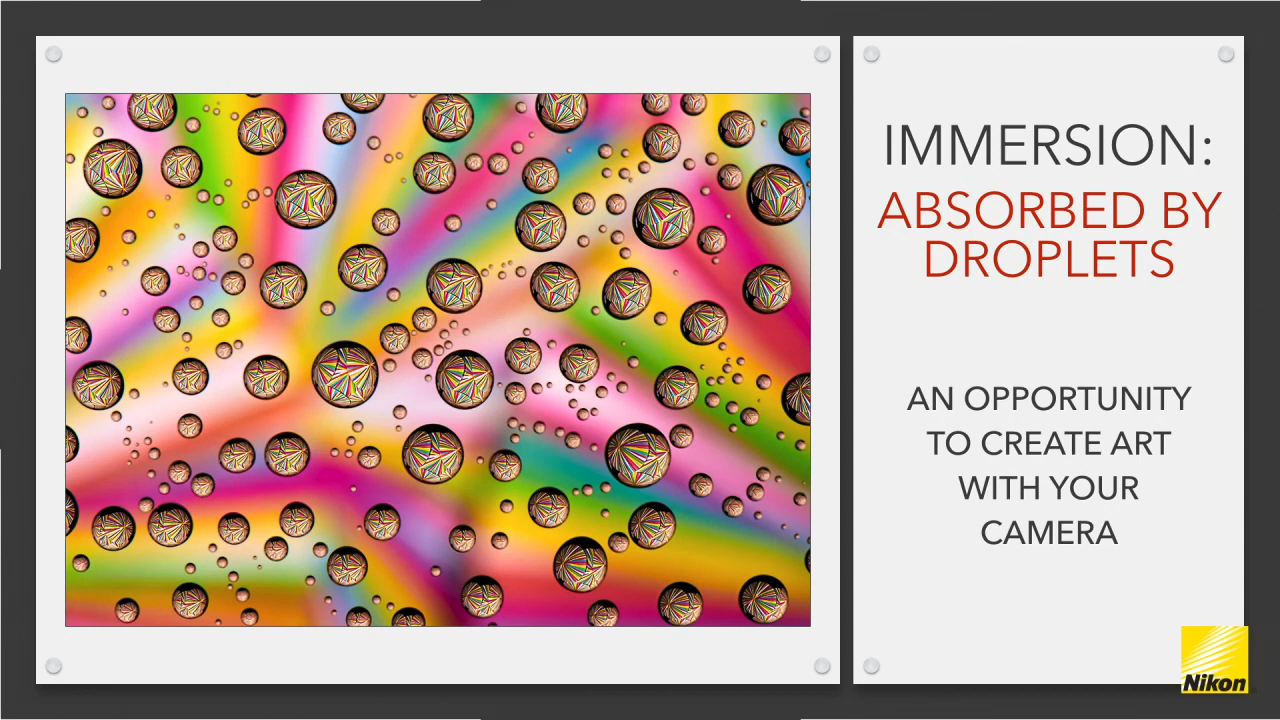 IMMERSION:
ABSORBED BY
DROPLETS
AN OPPORTUNITY
TO CREATE ART
WITH YOUR
CAMERA
Nikon